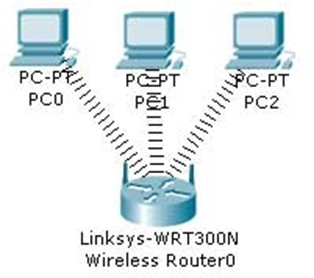 PC-PT
PC0
PC-PT
PC1
PC-PT
PC2
Linksys-WRT300N
Wireless Router0